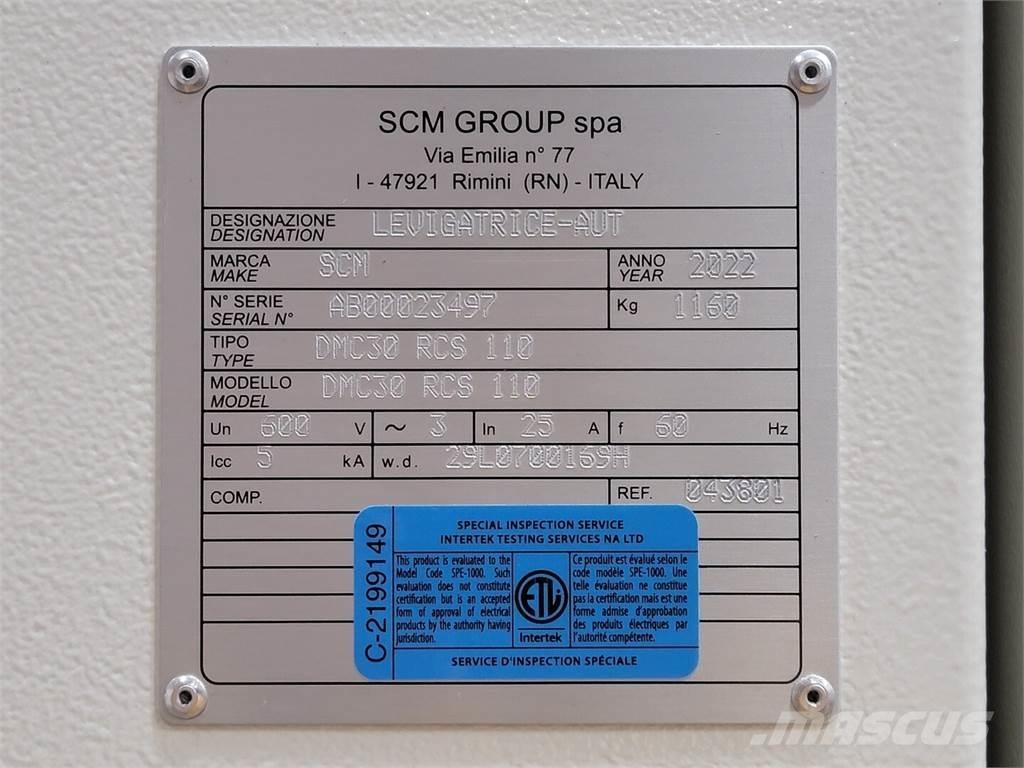 SCM GROUP spa
Via Emilia n° 77
I - 47921 Rimini (RN) - ITALY
DESIGNAZIONE LEVIGATRICE-AUT
DESIGNATION
MARCA SCM ANNO 2022
MAKE YEAR
N° SERIE AB00023497 Kg 1160
SERIAL N°
TIPO DMC30 RCS 110
TYPE
MODELLO DMC30 RCS 110
MODEL
Un 600 V ~ 3 In 25 A f 60 Hz
Icc 5 kA w.d. 29L0700169H
COMP. REF. 043801
C-2199149
SPECIAL INSPECTION SERVICE
INTERTEK TESTING SERVICES NA LTD
This product is evaluated to the
Model Code SPE-1000. Such
evaluation does not constitute
certification but is an accepted
form of approval of electrical
products by the authority having
jurisdiction.
ETL
Intertek
Ce produit est évalué selon le
code modèle SPE-1000. Une
telle évaluation ne constitue
pas la certification mais est une
forme admise d'approbation
des produits électriques par
l'autorité compétente.
SERVICE D'INSPECTION SPÉCIALE
MASCUS